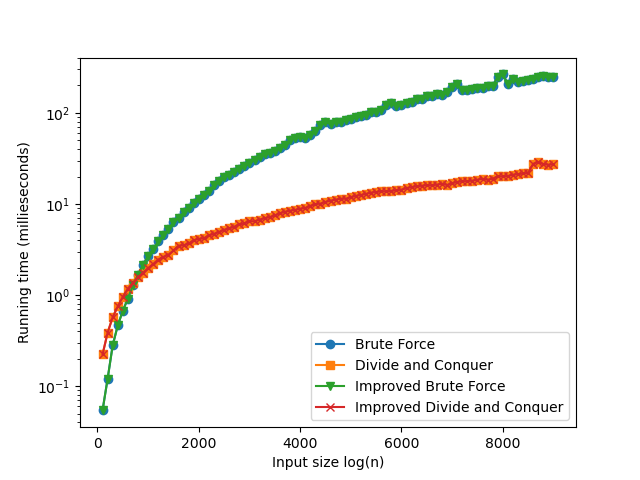 Running time (millieseconds)
10²
10¹
10⁰
10⁻¹
0 2000 4000 6000 8000
Input size log(n)
Brute Force
Divide and Conquer
Improved Brute Force
Improved Divide and Conquer